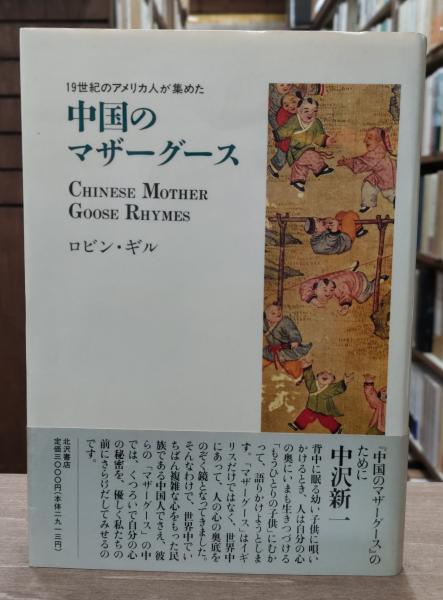 19世紀のアメリカ人が集めた
中国の
マザーグース
CHINESE MOTHER
GOOSE RHYMES
ロビン・ギル
『中国のマザーグース』の
ために
中沢新一
背中に眠る幼い子供に唄い
かけるとき、人は自分の心
の奥にいまも生きつづける
「もうひとりの子供」にむか
って、語りかけようとしま
す。「マザーグース」はイギ
リスだけではなく、世界中
にあって、人の心の奥底を
のぞく鏡となってきました。
そんなわけで、世界中でい
ちばん複雑な心をもった民
族である中国人でさえ、彼
らの「マザーグース」の中
では、くつろいで自分の心
の秘密を、優しく私たちの
前にさらけだしてみせるの
です。
北沢書店
定価三〇〇〇円(本体二九一三円)